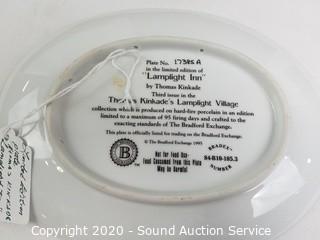 Plate No. 17385 A
in the limited edition of
"Lamplight Inn"
by Thomas Kinkade
Third issue in the
Thomas Kinkade's Lamplight Village
collection which is produced on hard-fire porcelain in an edition
limited to a maximum of 95 firing days and crafted to the
exacting standards of The Bradford Exchange.
This plate is officially listed for trading on the Bradford Exchange.
© The Bradford Exchange 1995
B
Not for Food Use-
Food Consumed from this Plate
May be Harmful
BRADEX-
84-B10-185.3
NUMBER
THOMAS KINKADE
Copyright 2020 - Sound Auction Service